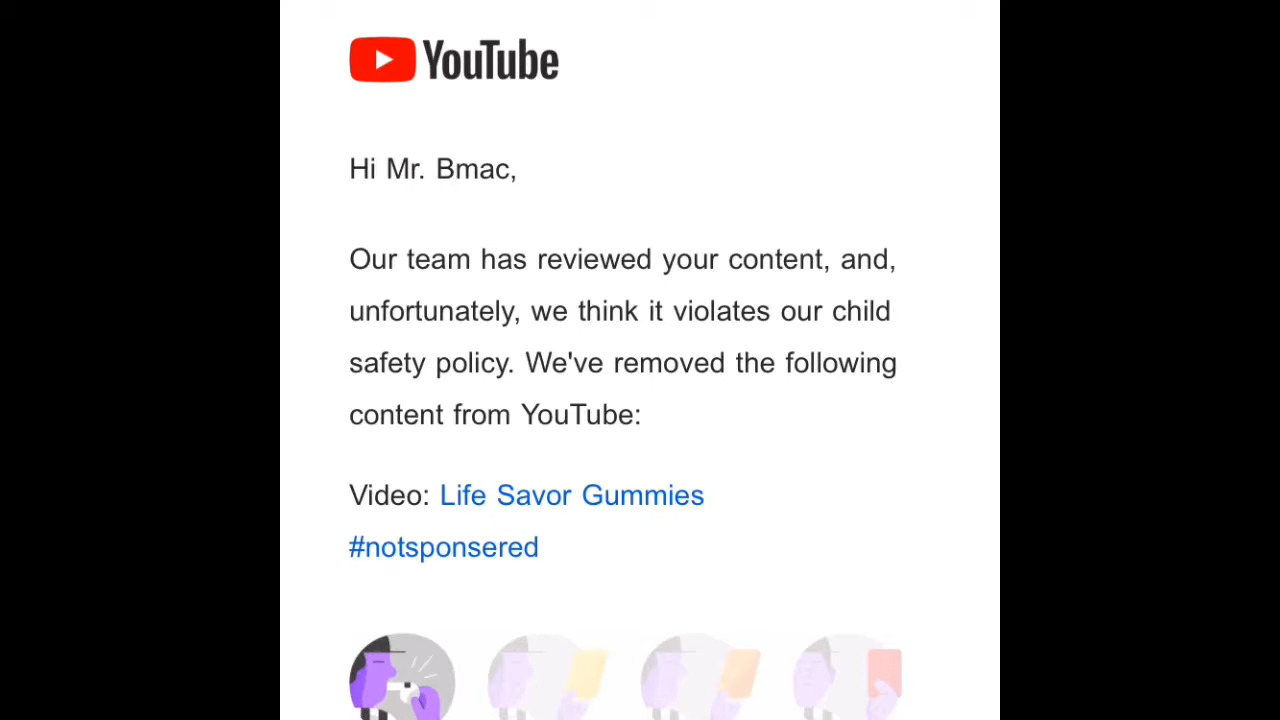 YouTube
Hi Mr. Bmac,
Our team has reviewed your content, and,
unfortunately, we think it violates our child
safety policy. We've removed the following
content from YouTube:
Video: Life Savor Gummies
#notsponsered